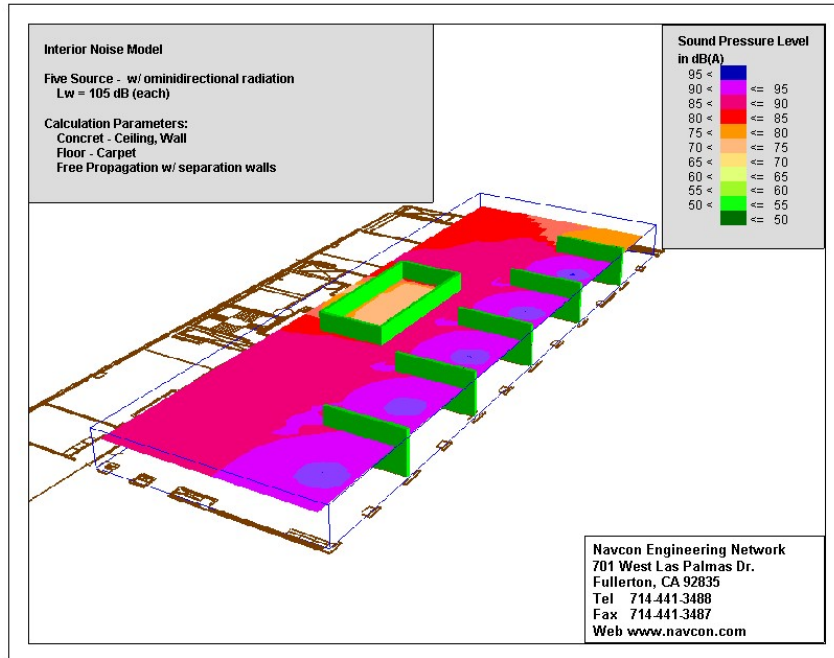 Interior Noise Model
Five Source - w/ ominidirectional radiation
Lw = 105 dB (each)
Calculation Parameters:
Concret - Ceiling, Wall
Floor - Carpet
Free Propagation w/ separation walls
Sound Pressure Level
in dB(A)
95 <
90 < <= 95
85 < <= 90
80 < <= 85
75 < <= 80
70 < <= 75
65 < <= 70
60 < <= 65
55 < <= 60
50 < <= 55
<= 50
Navcon Engineering Network
701 West Las Palmas Dr.
Fullerton, CA 92835
Tel 714-441-3488
Fax 714-441-3487
Web www.navcon.com